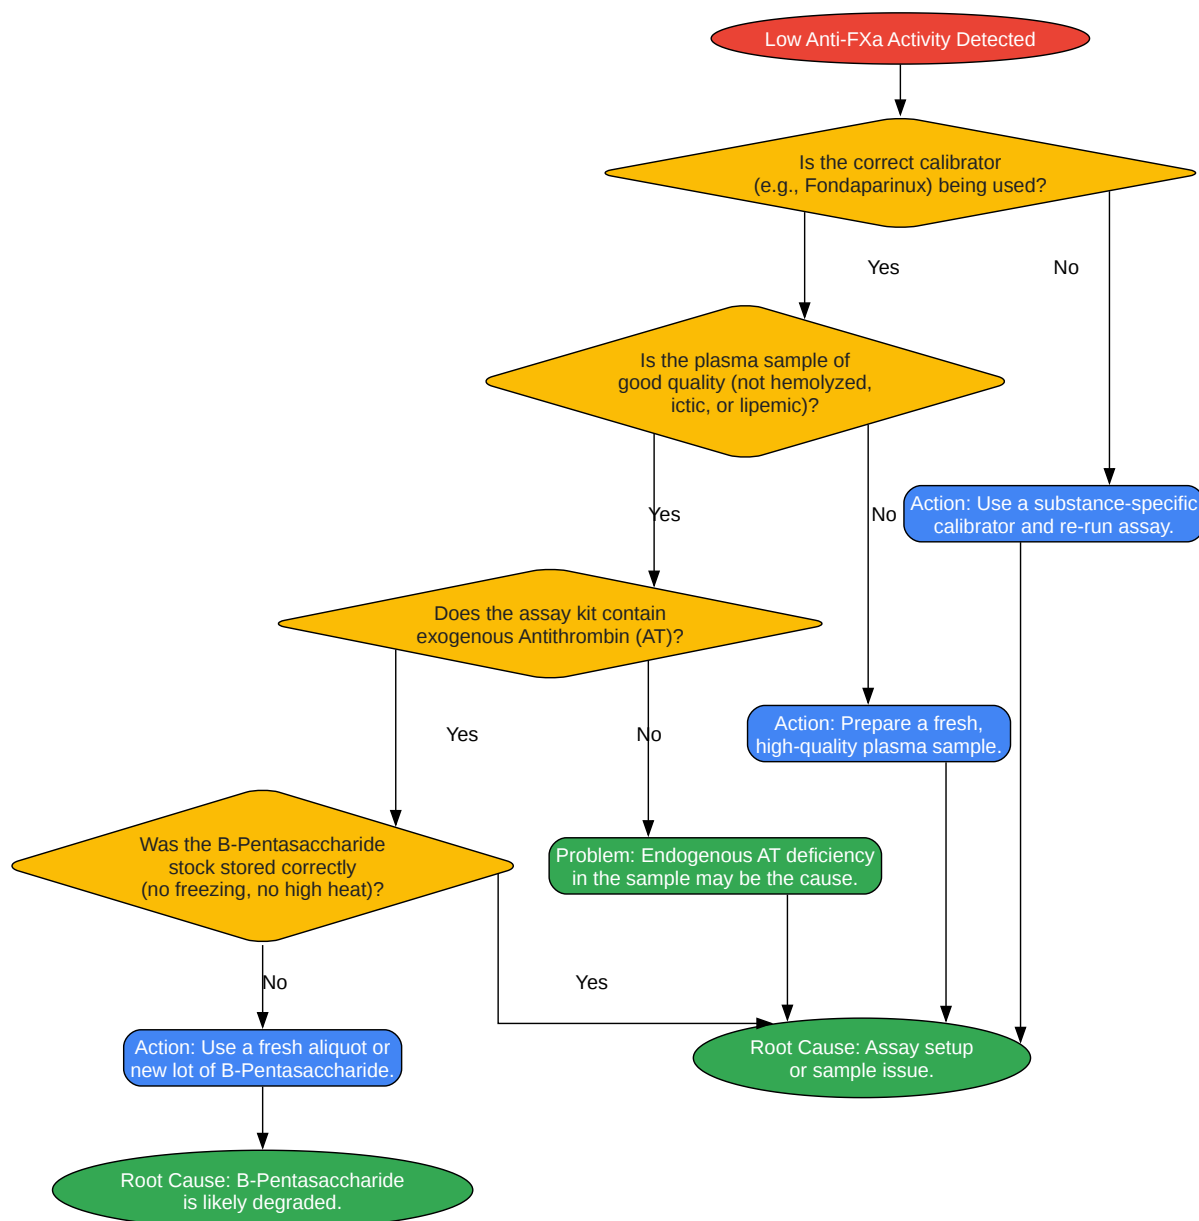 Low Anti-FXa Activity Detected
Is the correct calibrator
(e.g., Fondaparinux) being used?
Yes
No
Is the plasma sample of
good quality (not hemolyzed,
ictic, or lipemic)?
Yes
No
Action: Use a substance-specific
calibrator and re-run assay.
Does the assay kit contain
exogenous Antithrombin (AT)?
Yes
No
Action: Prepare a fresh,
high-quality plasma sample.
Was the B-Pentasaccharide
stock stored correctly
(no freezing, no high heat)?
Problem: Endogenous AT deficiency
in the sample may be the cause.
No
Yes
Action: Use a fresh aliquot or
new lot of B-Pentasaccharide.
Root Cause: Assay setup
or sample issue.
Root Cause: B-Pentasaccharide
is likely degraded.